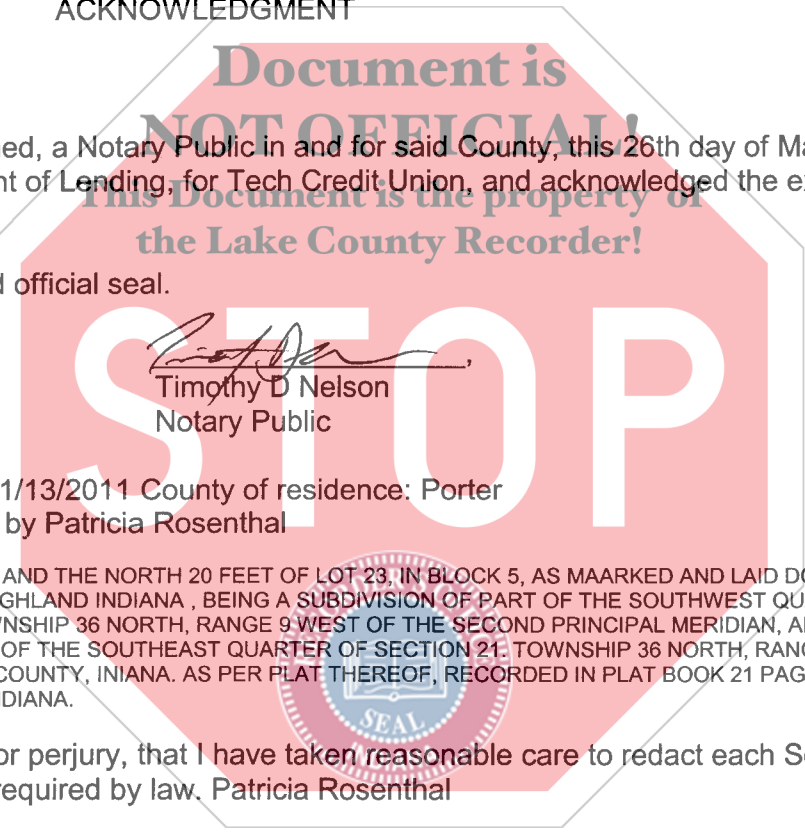 ACKNOWLEDGMENT
Document is
NOT OFFICIAL!
ed, a Notary Public in and for said County, this 26th day of Ma
nt of Lending, for Tech Credit Union, and acknowledged the e
This Document is the property of
the Lake County Recorder!
d official seal.
STOP
Timothy D Nelson
Notary Public
1/13/2011 County of residence: Porter
by Patricia Rosenthal
AND THE NORTH 20 FEET OF LOT 23, IN BLOCK 5, AS MAARKED AND LAID DO
GHLAND INDIANA , BEING A SUBDIVISION OF PART OF THE SOUTHWEST QU
WNSHIP 36 NORTH, RANGE 9 WEST OF THE SECOND PRINCIPAL MERIDIAN, A
OF THE SOUTHEAST QUARTER OF SECTION 21, TOWNSHIP 36 NORTH, RANG
COUNTY, INIANA. AS PER PLAT THEREOF, RECORDED IN PLAT BOOK 21 PAG
DIANA.
SEAL
or perjury, that I have taken reasonable care to redact each S
required by law. Patricia Rosenthal